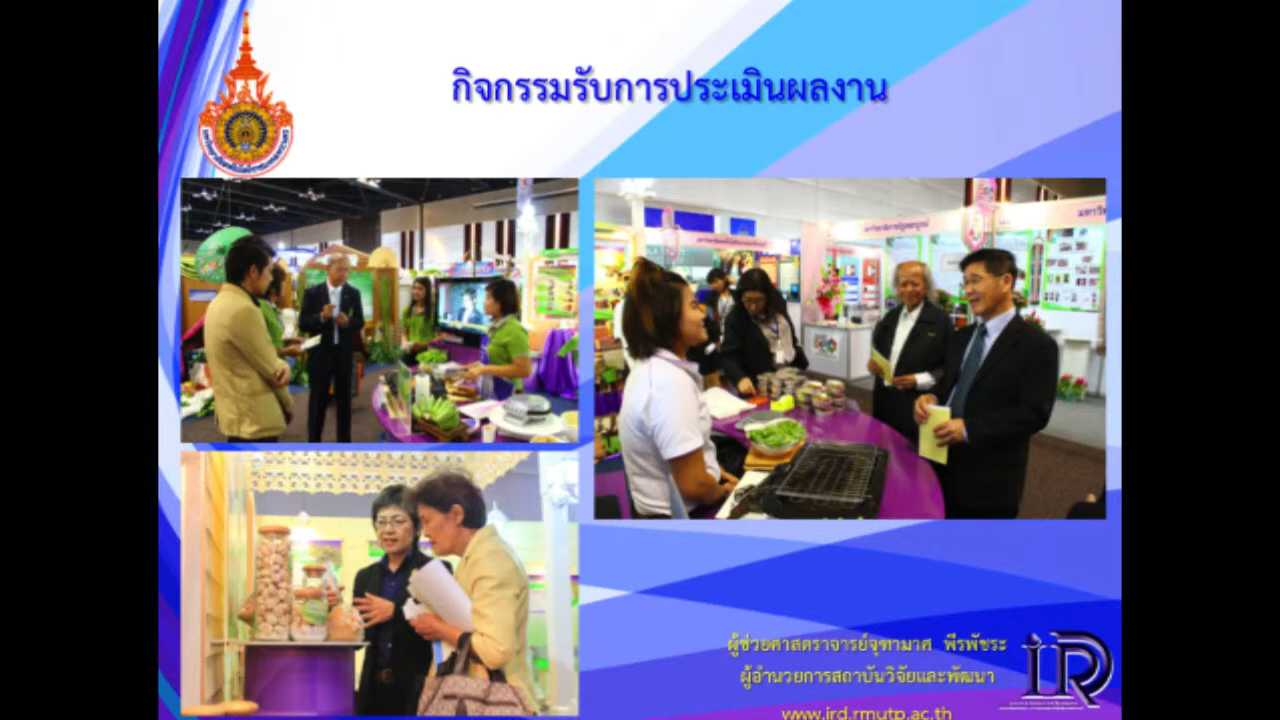 กิจกรรมรับการประเมินผลงาน
ผู้ช่วยศาสตราจารย์จุฑามาศ พีรพัชระ
ผู้อำนวยการสถาบันวิจัยและพัฒนา
www.ird.rmutp.ac.th